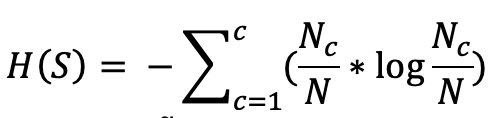 H(S) = − ∑_{c=1}^{c} (N_c/N * log N_c/N)